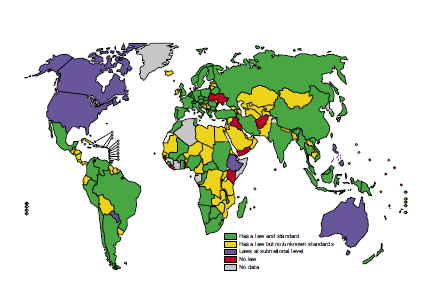 Has a law and standard
Has a law but no/unknown standards
Laws at subnational level
No law
No data